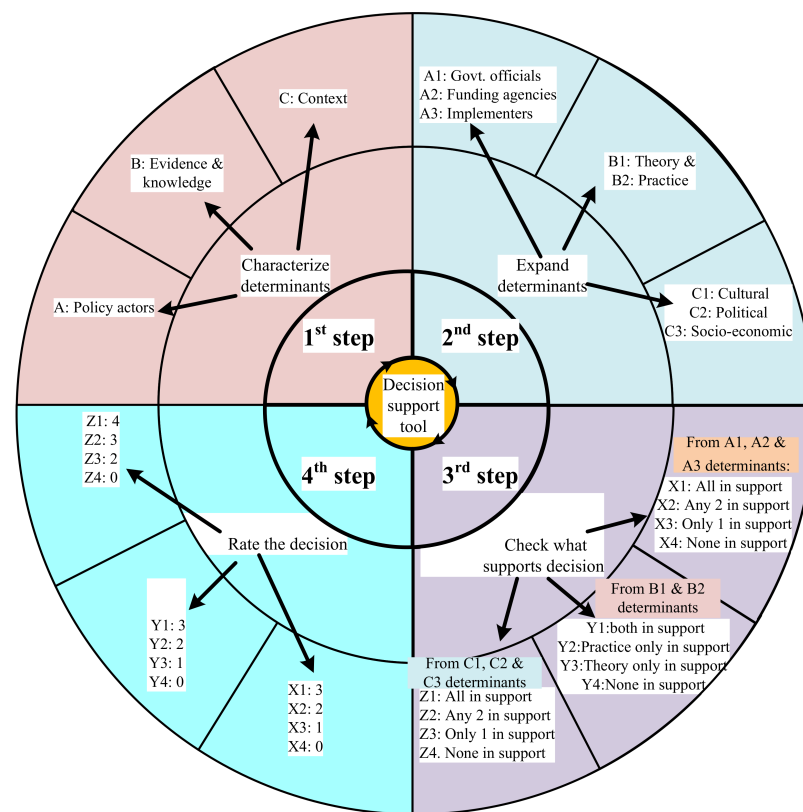 C: Context
B: Evidence &
knowledge
Characterize
determinants
A: Policy actors
1st step
A1: Govt. officials
A2: Funding agencies
A3: Implementers
B1: Theory &
B2: Practice
Expand
determinants
C1: Cultural
C2: Political
C3: Socio-economic
2nd step
Decision
support
tool
3rd step
Check what
supports decision
From A1, A2 &
A3 determinants:
X1: All in support
X2: Any 2 in support
X3: Only 1 in support
X4: None in support
From B1 & B2
determinants
Y1:both in support
Y2:Practice only in support
Y3:Theory only in support
Y4:None in support
From C1, C2 &
C3 determinants
Z1: All in support
Z2: Any 2 in support
Z3: Only 1 in support
Z4. None in support
4th step
Rate the decision
Z1: 4
Z2: 3
Z3: 2
Z4: 0
Y1: 3
Y2: 2
Y3: 1
Y4: 0
X1: 3
X2: 2
X3: 1
X4: 0